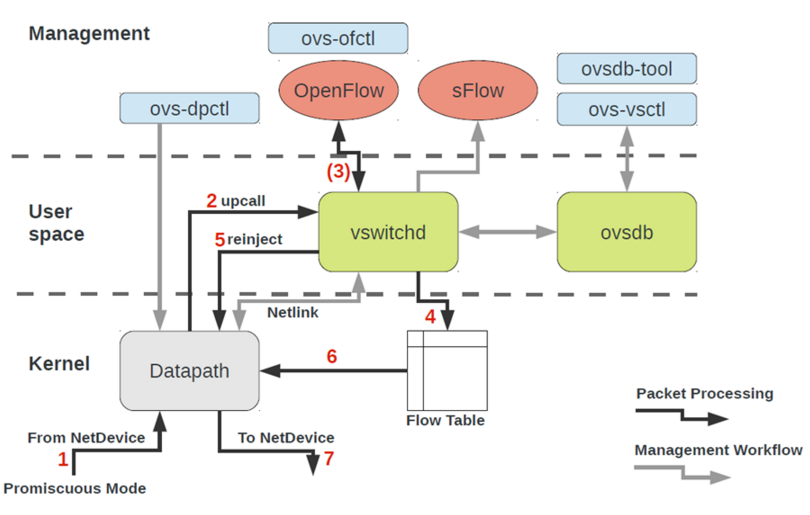 Management
ovs-ofctl
OpenFlow
sFlow
ovsdb-tool
ovs-vsctl
ovs-dpctl
(3)
User
space
2 upcall
5 reinject
vswitchd
ovsdb
Netlink
4
Kernel
Datapath
6
Flow Table
From NetDevice
1
Promiscuous Mode
To NetDevice
7
Packet Processing
Management Workflow